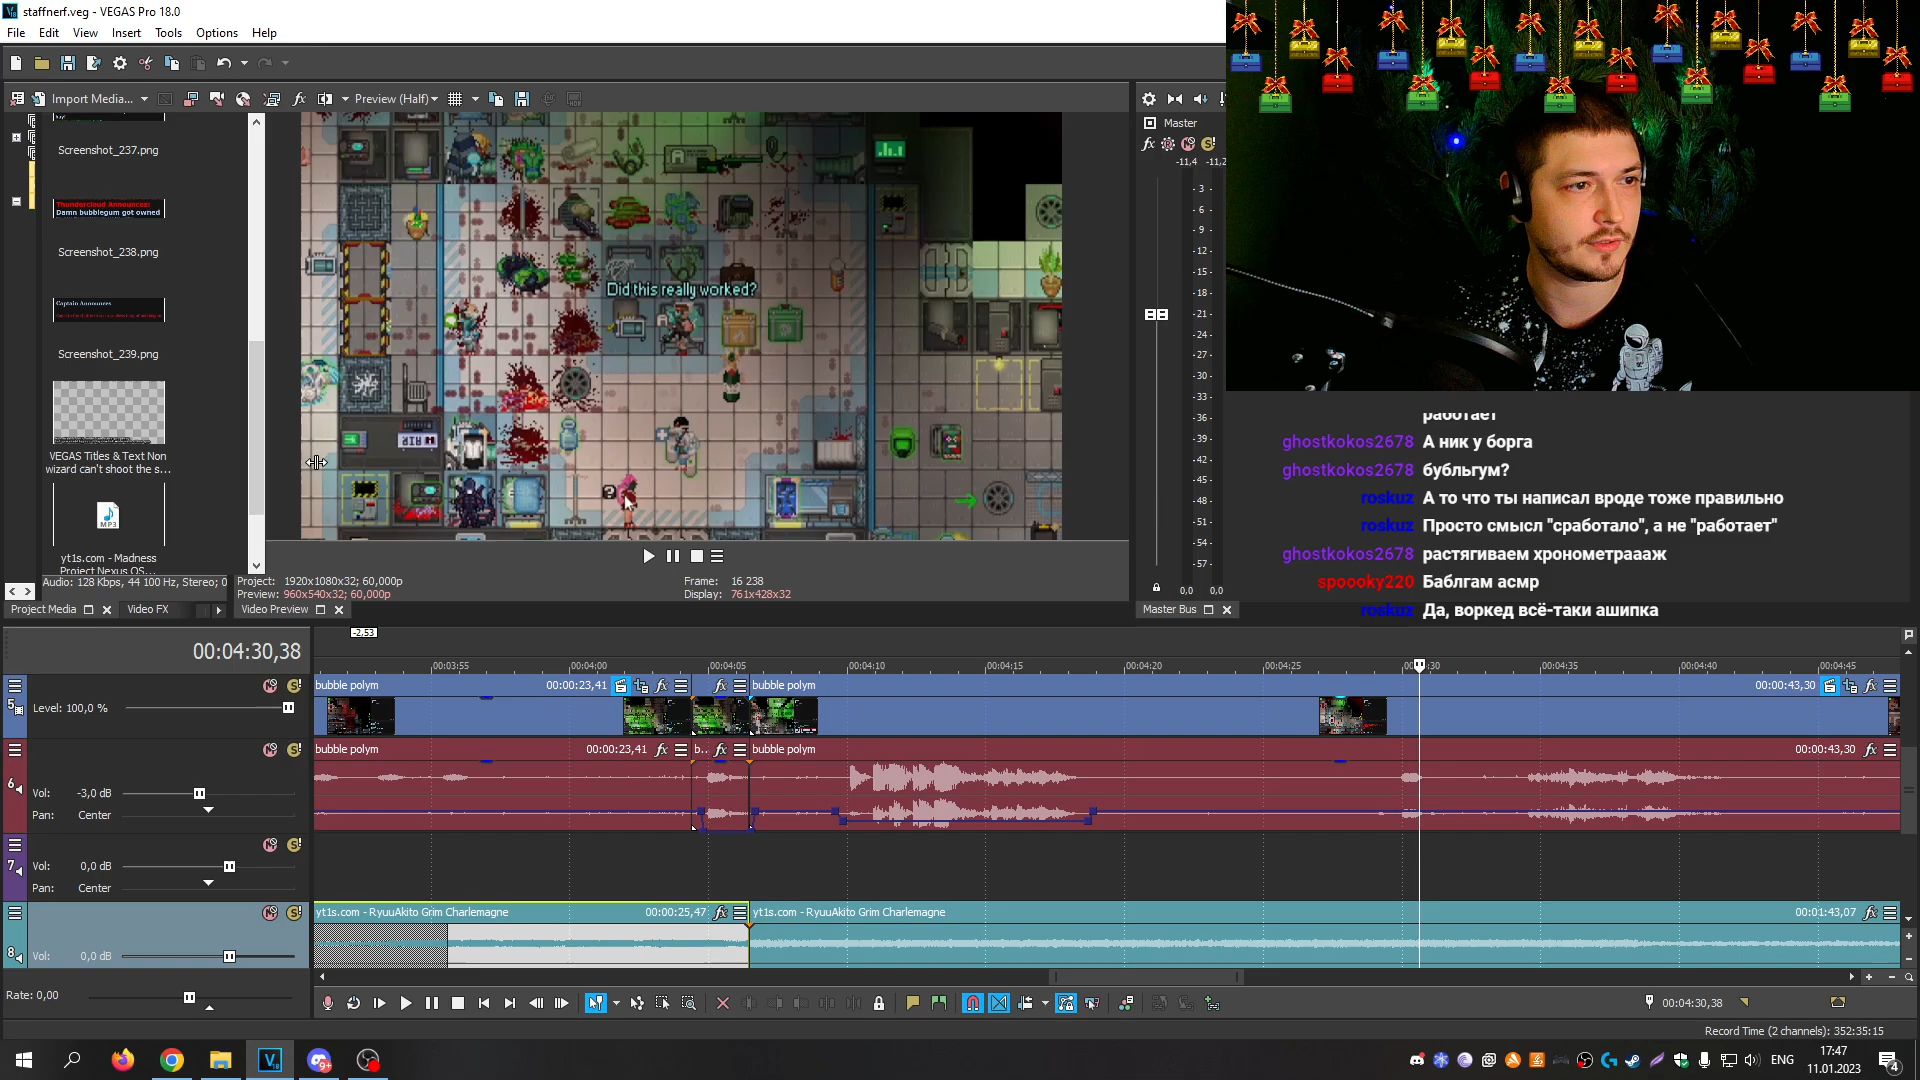 staffnerf.veg - VEGAS Pro 18.0
File Edit View Insert Tools Options Help
Import Media...
Preview (Half)
Screenshot_237.png
Thundercloud Announces:
Damn bubblegum got owned
Screenshot_238.png
Captain Announces
Screenshot_239.png
VEGAS Titles & Text Non
wizard can't shoot the s...
MP3
yt1s.com - Madness
Project Nexus OS...
Audio: 128 Kbps, 44 100 Hz, Stereo; 0
Project Media
Video FX
Did this really worked?
AIR
Project: 1920x1080x32; 60,000p
Preview: 960x540x32; 60,000p
Frame: 16 238
Display: 761x428x32
Video Preview
Master
-11,4 -11,2
- 3 -
- 6 -
- 9 -
-12-
-15-
-18-
-21-
-24-
-27-
-30-
-33-
-36-
-39-
-42-
-45-
-48-
-51-
-54-
-57-
0,0 0,0
Master Bus
работает
ghostkokos2678 А ник у борга
ghostkokos2678 бубльгум?
roskuz А то что ты написал вроде тоже правильно
roskuz Просто смысл "сработало", а не "работает"
ghostkokos2678 растягиваем хронометраааж
spoooky220 Баблгам асмр
roskuz Да, воркед всё-таки ашипка
-2.53
00:04:30,38
00:03:55 00:04:00 00:04:05 00:04:10 00:04:15 00:04:20 00:04:25 00:04:30 00:04:35 00:04:40 00:04:45
5
Level: 100,0 %
bubble polym 00:00:23,41
bubble polym 00:00:43,30
6
Vol: -3,0 dB
Pan: Center
bubble polym 00:00:23,41 b..
bubble polym 00:00:43,30
7
Vol: 0,0 dB
Pan: Center
8
Vol: 0,0 dB
yt1s.com - RyuuAkito Grim Charlemagne 00:00:25,47
yt1s.com - RyuuAkito Grim Charlemagne 00:01:43,07
Rate: 0,00
00:04:30,38
Record Time (2 channels): 352:35:15
ENG
17:47
11.01.2023
4